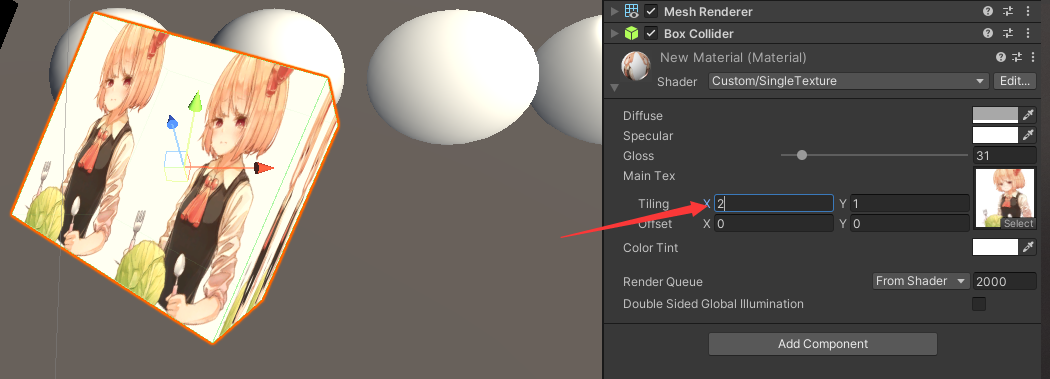 Mesh Renderer
Box Collider
New Material (Material)
Shader Custom/SingleTexture Edit...
Diffuse
Specular
Gloss 31
Main Tex
Tiling X 2 Y 1
Offset X 0 Y 0
Select
Color Tint
Render Queue From Shader 2000
Double Sided Global Illumination
Add Component